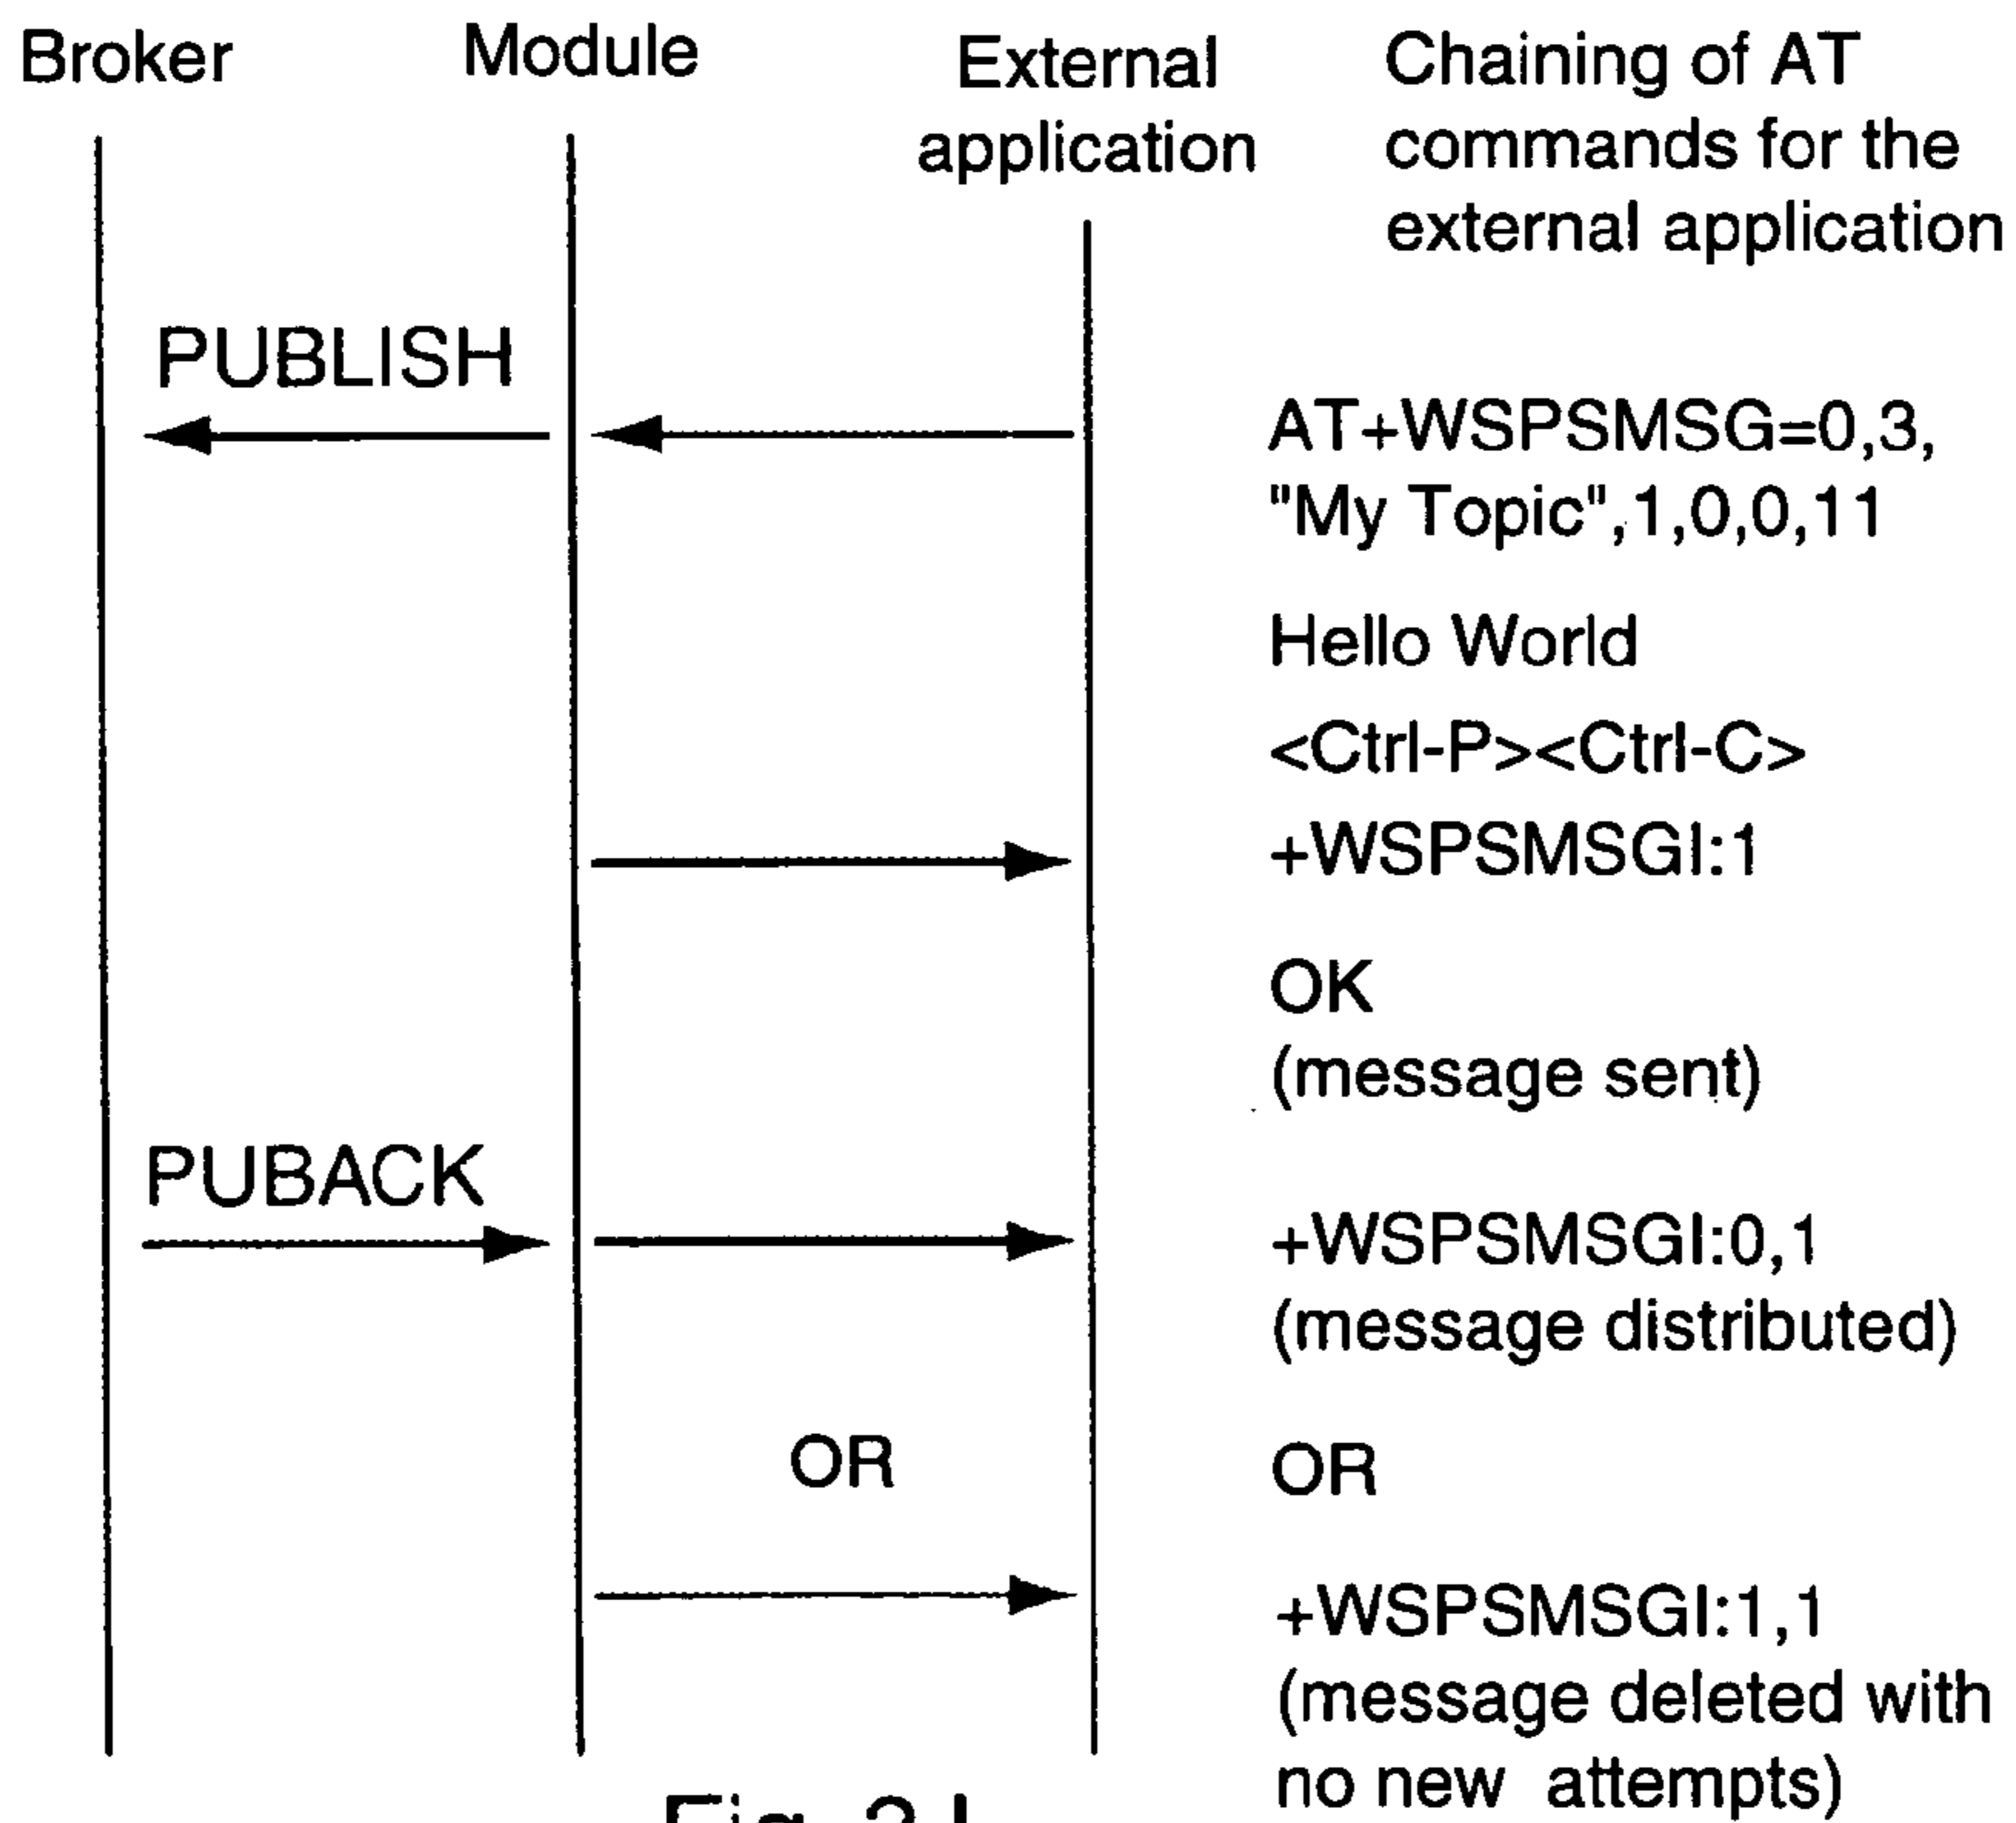 Broker
Module
External
application
Chaining of AT
commands for the
external application
PUBLISH
AT+WSPSMSG=0,3,
"My Topic",1,0,0,11
Hello World
<Ctrl-P><Ctrl-C>
+WSPSMSGI:1
OK
(message sent)
PUBACK
+WSPSMSGI:0,1
(message distributed)
OR
OR
+WSPSMSGI:1,1
(message deleted with
no new attempts)